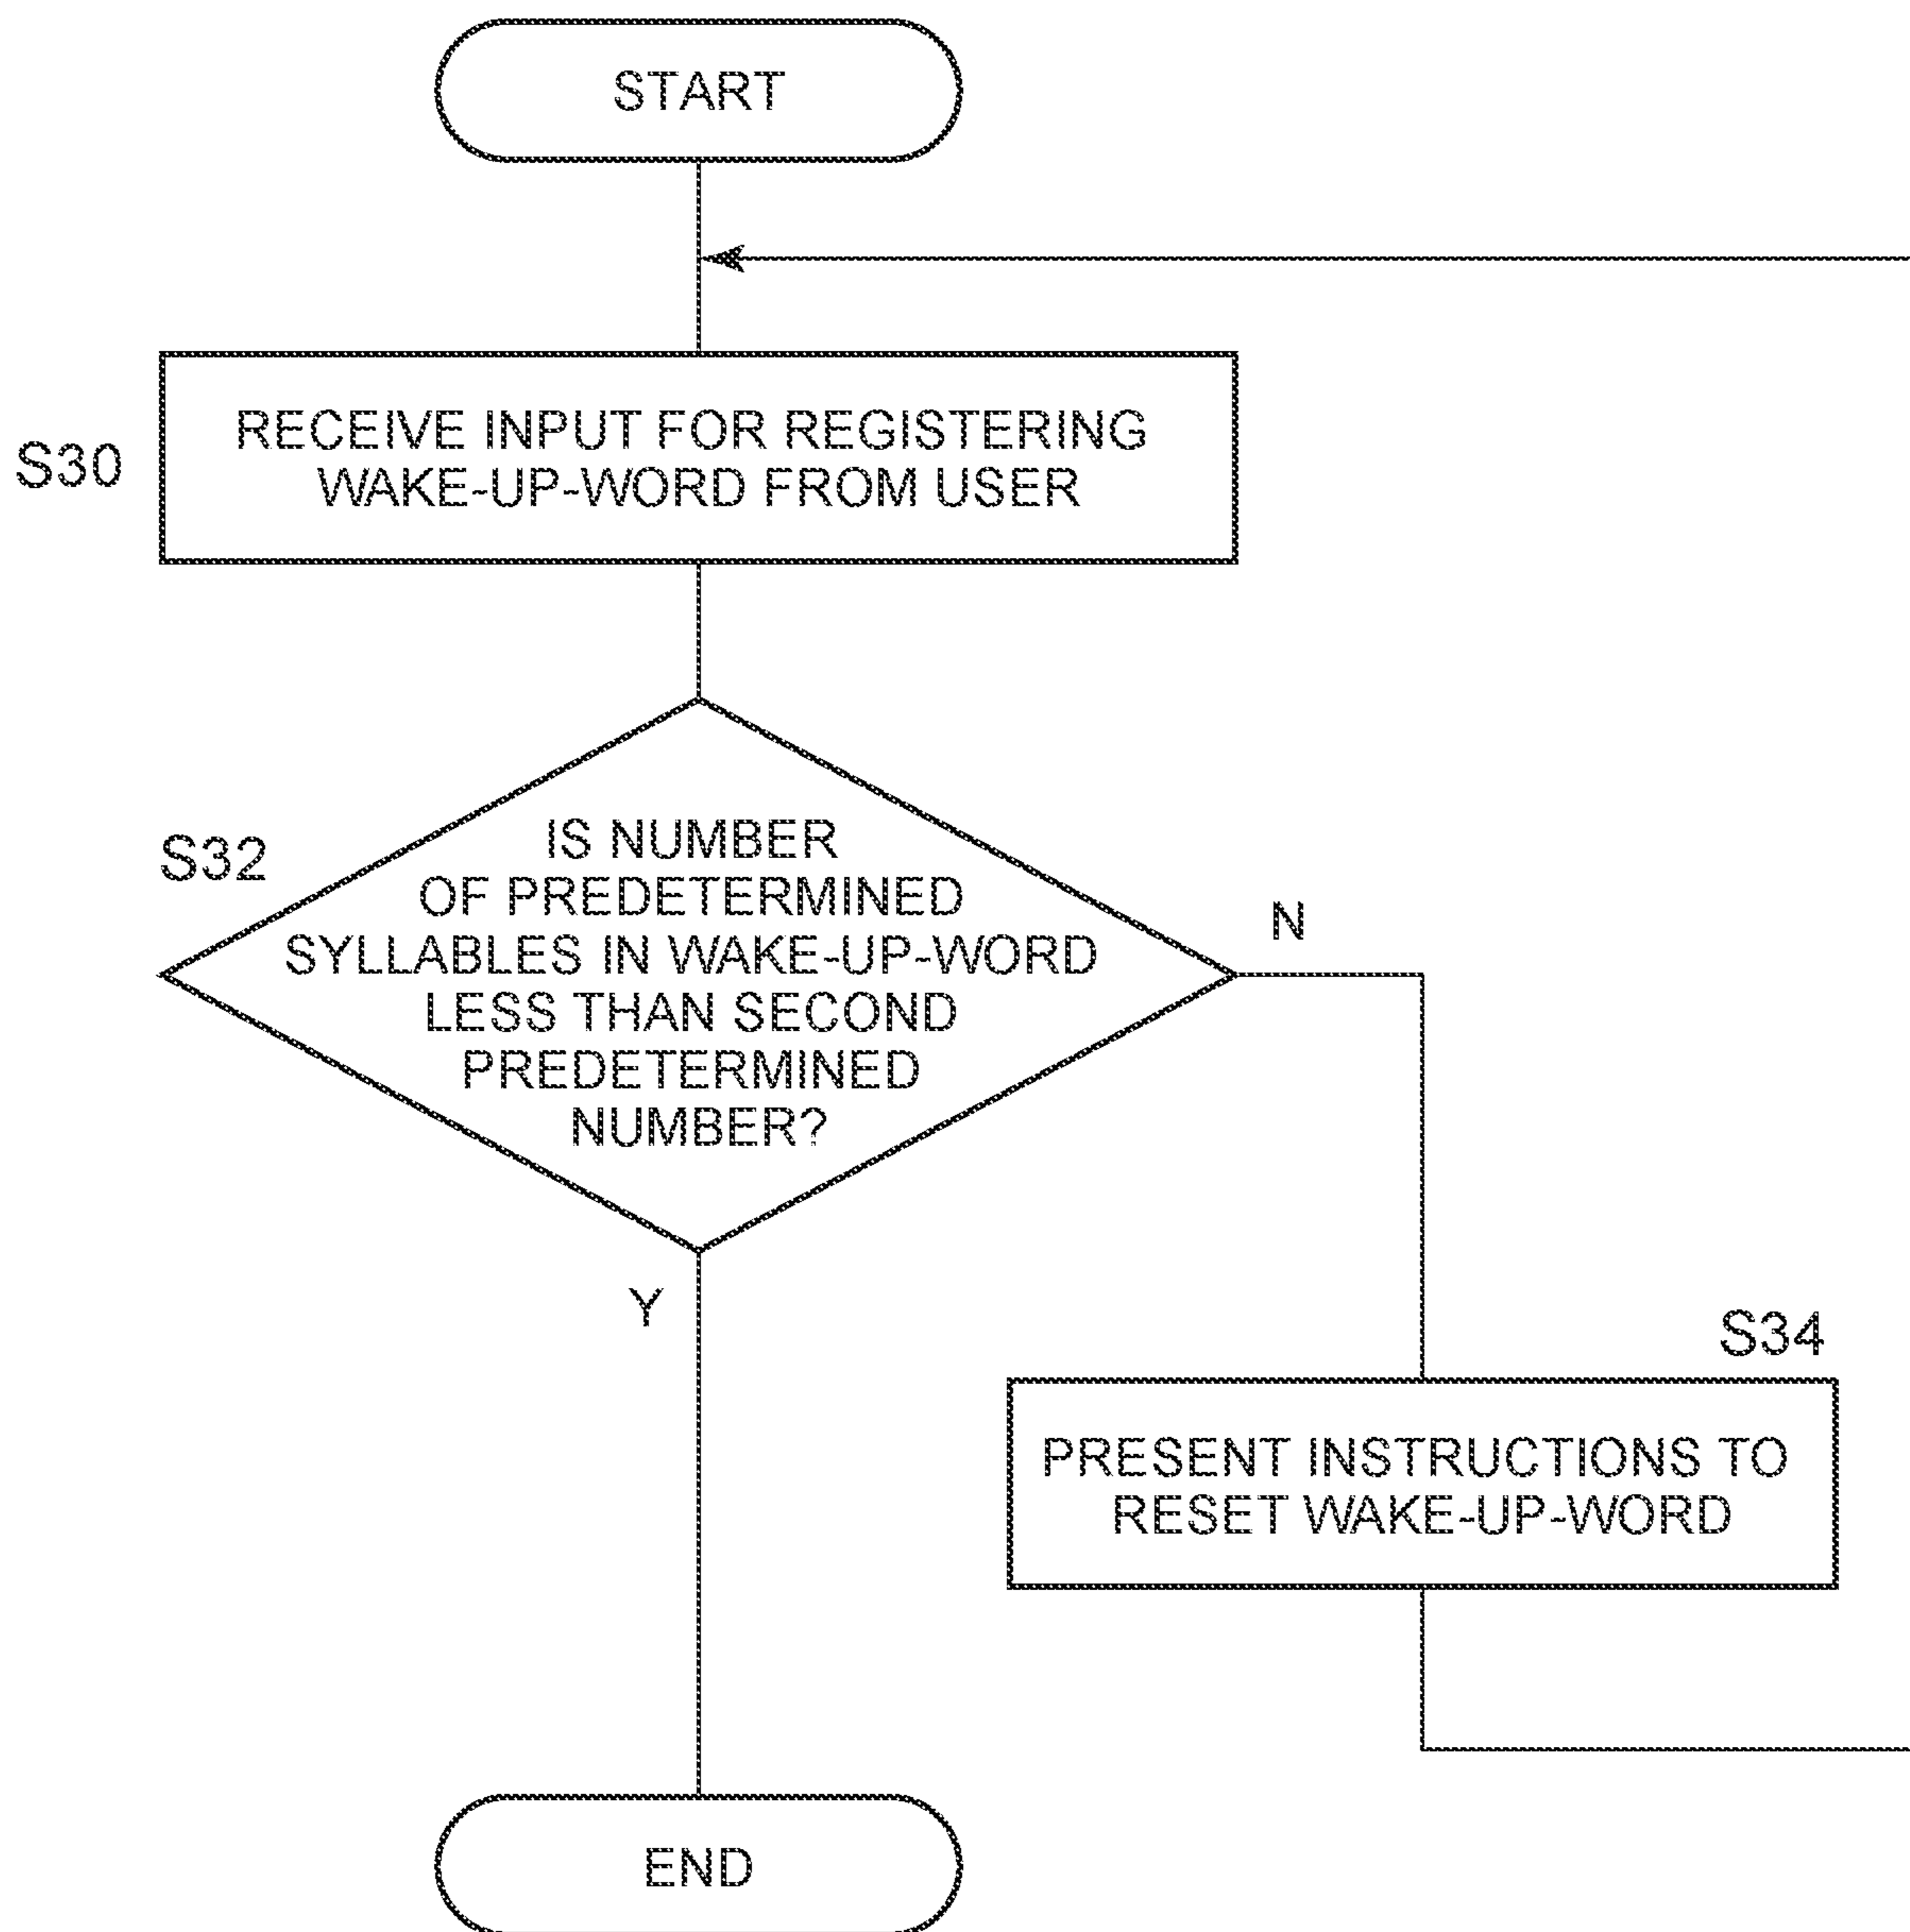 START
S30
RECEIVE INPUT FOR REGISTERING
WAKE-UP-WORD FROM USER
S32
IS NUMBER
OF PREDETERMINED
SYLLABLES IN WAKE-UP-WORD
LESS THAN SECOND
PREDETERMINED
NUMBER?
N
Y
S34
PRESENT INSTRUCTIONS TO
RESET WAKE-UP-WORD
END